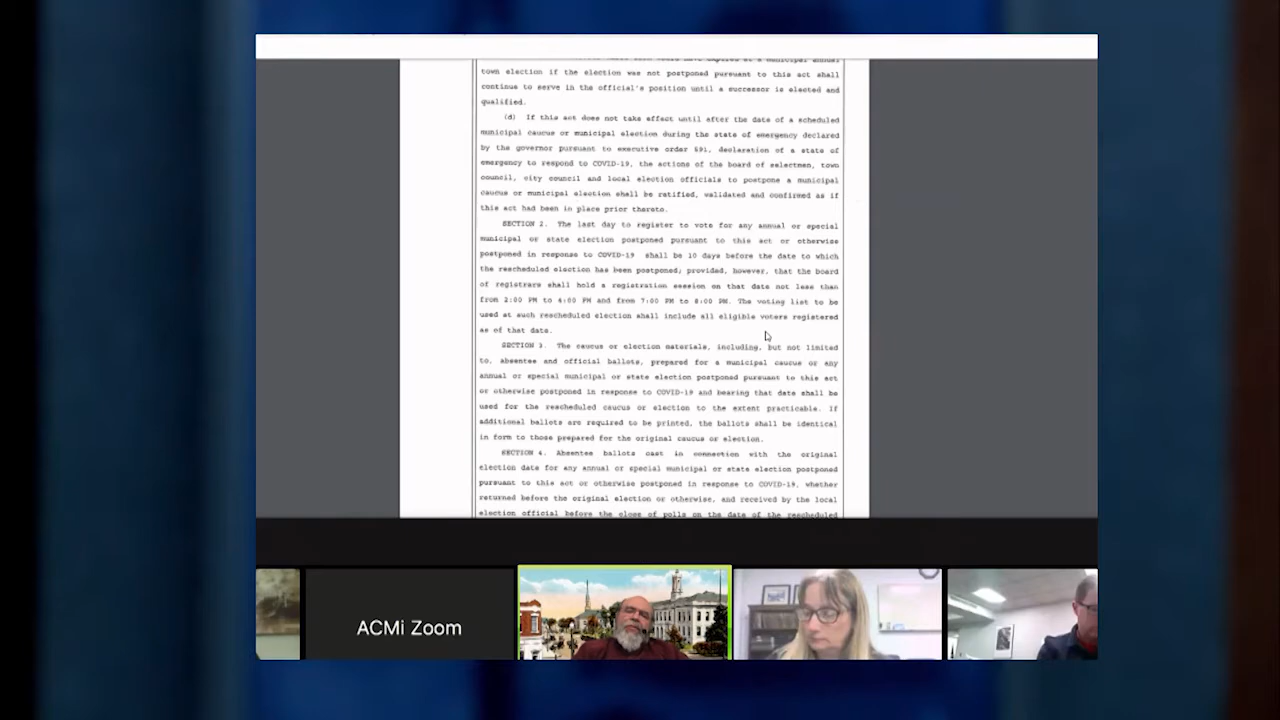 town election if the election was not postponed pursuant to this act shall
continue to serve in the official's position until a successor is elected and
qualified.
(d) If this act does not take effect until after the date of a scheduled
municipal caucus or municipal election during the state of emergency declared
by the governor pursuant to executive order 591, declaration of a state of
emergency to respond to COVID-19, the actions of the board of selectmen, town
council, city council and local election officials to postpone a municipal
caucus or municipal election shall be ratified, validated and confirmed as if
this act had been in place prior thereto.
SECTION 2. The last day to register to vote for any annual or special
municipal or state election postponed pursuant to this act or otherwise
postponed in response to COVID-19 shall be 10 days before the date to which
the rescheduled election has been postponed; provided, however, that the board
of registrars shall hold a registration session on that date not less than
from 2:00 PM to 4:00 PM and from 7:00 PM to 8:00 PM. The voting list to be
used at such rescheduled election shall include all eligible voters registered
as of that date.
SECTION 3. The caucus or election materials, including, but not limited
to, absentee and official ballots, prepared for a municipal caucus or any
annual or special municipal or state election postponed pursuant to this act
or otherwise postponed in response to COVID-19 and bearing that date shall be
used for the rescheduled caucus or election to the extent practicable. If
additional ballots are required to be printed, the ballots shall be identical
in form to those prepared for the original caucus or election.
SECTION 4. Absentee ballots cast in connection with the original
election date for any annual or special municipal or state election postponed
pursuant to this act or otherwise postponed in response to COVID-19, whether
returned before the original election or otherwise, and received by the local
election official before the close of polls on the date of the rescheduled
ACMi Zoom